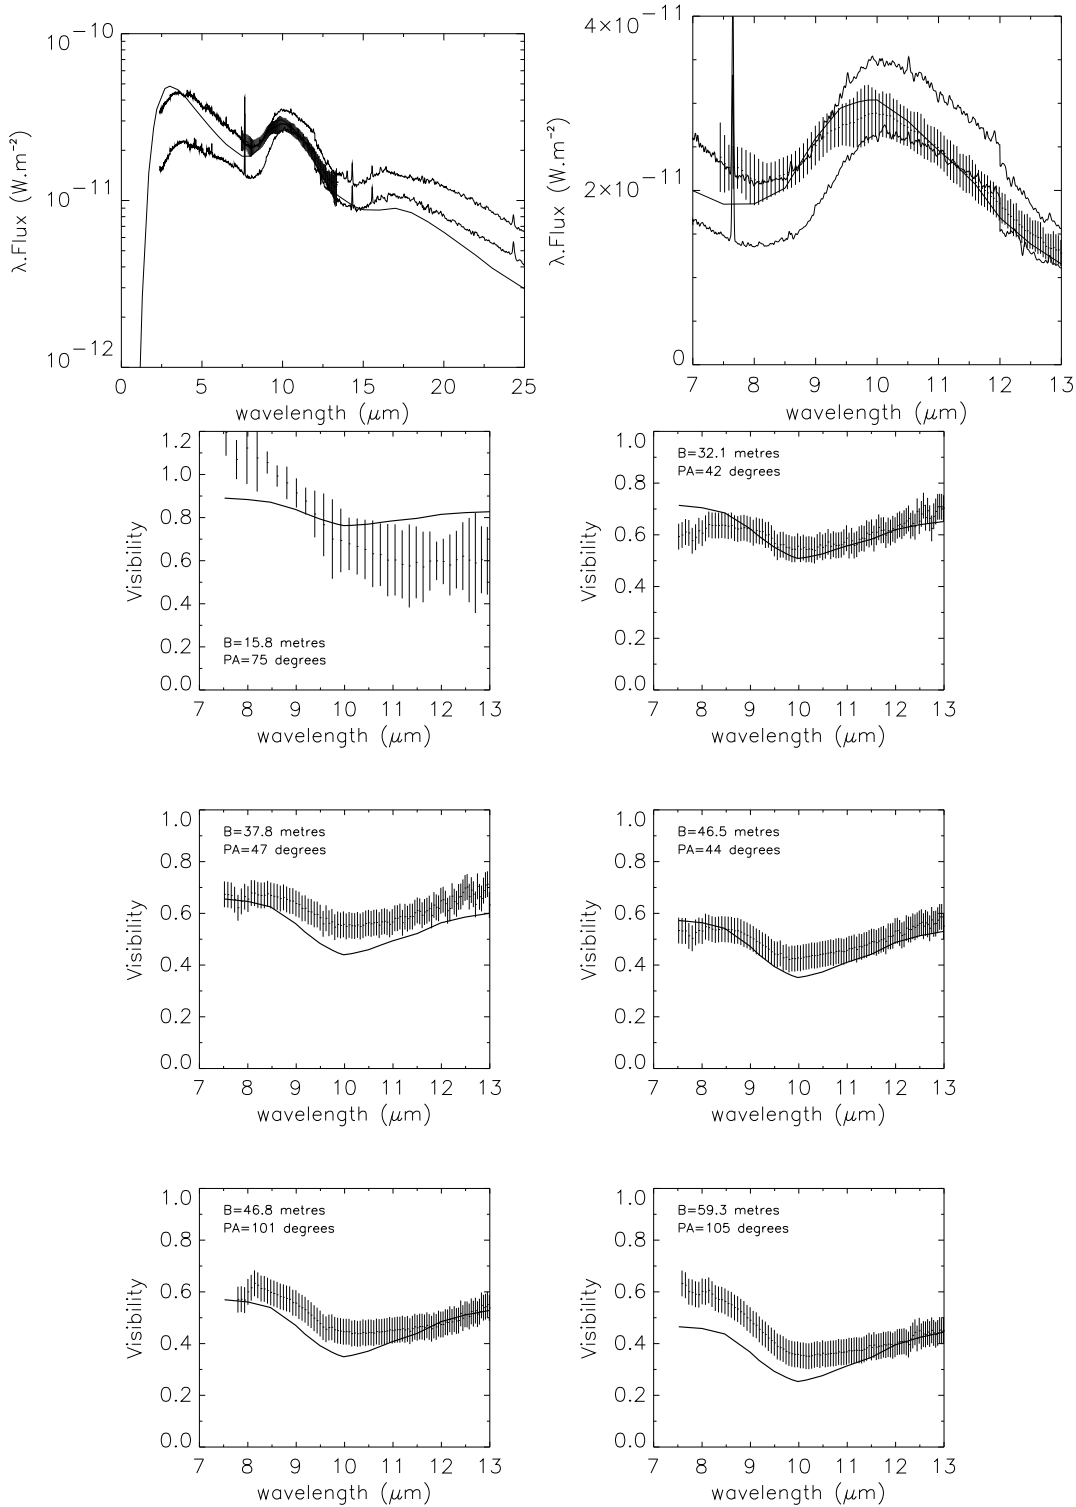 10⁻¹⁰
10⁻¹¹
10⁻¹²
λ.Flux (W.m⁻²)
0 5 10 15 20 25
wavelength (μm)
4×10⁻¹¹
2×10⁻¹¹
0
λ.Flux (W.m⁻²)
7 8 9 10 11 12 13
wavelength (μm)
1.2
1.0
0.8
0.6
0.4
0.2
0.0
Visibility
B=15.8 metres
PA=75 degrees
7 8 9 10 11 12 13
wavelength (μm)
1.0
0.8
0.6
0.4
0.2
0.0
Visibility
B=32.1 metres
PA=42 degrees
7 8 9 10 11 12 13
wavelength (μm)
1.0
0.8
0.6
0.4
0.2
0.0
Visibility
B=37.8 metres
PA=47 degrees
7 8 9 10 11 12 13
wavelength (μm)
1.0
0.8
0.6
0.4
0.2
0.0
Visibility
B=46.5 metres
PA=44 degrees
7 8 9 10 11 12 13
wavelength (μm)
1.0
0.8
0.6
0.4
0.2
0.0
Visibility
B=46.8 metres
PA=101 degrees
7 8 9 10 11 12 13
wavelength (μm)
1.0
0.8
0.6
0.4
0.2
0.0
Visibility
B=59.3 metres
PA=105 degrees
7 8 9 10 11 12 13
wavelength (μm)